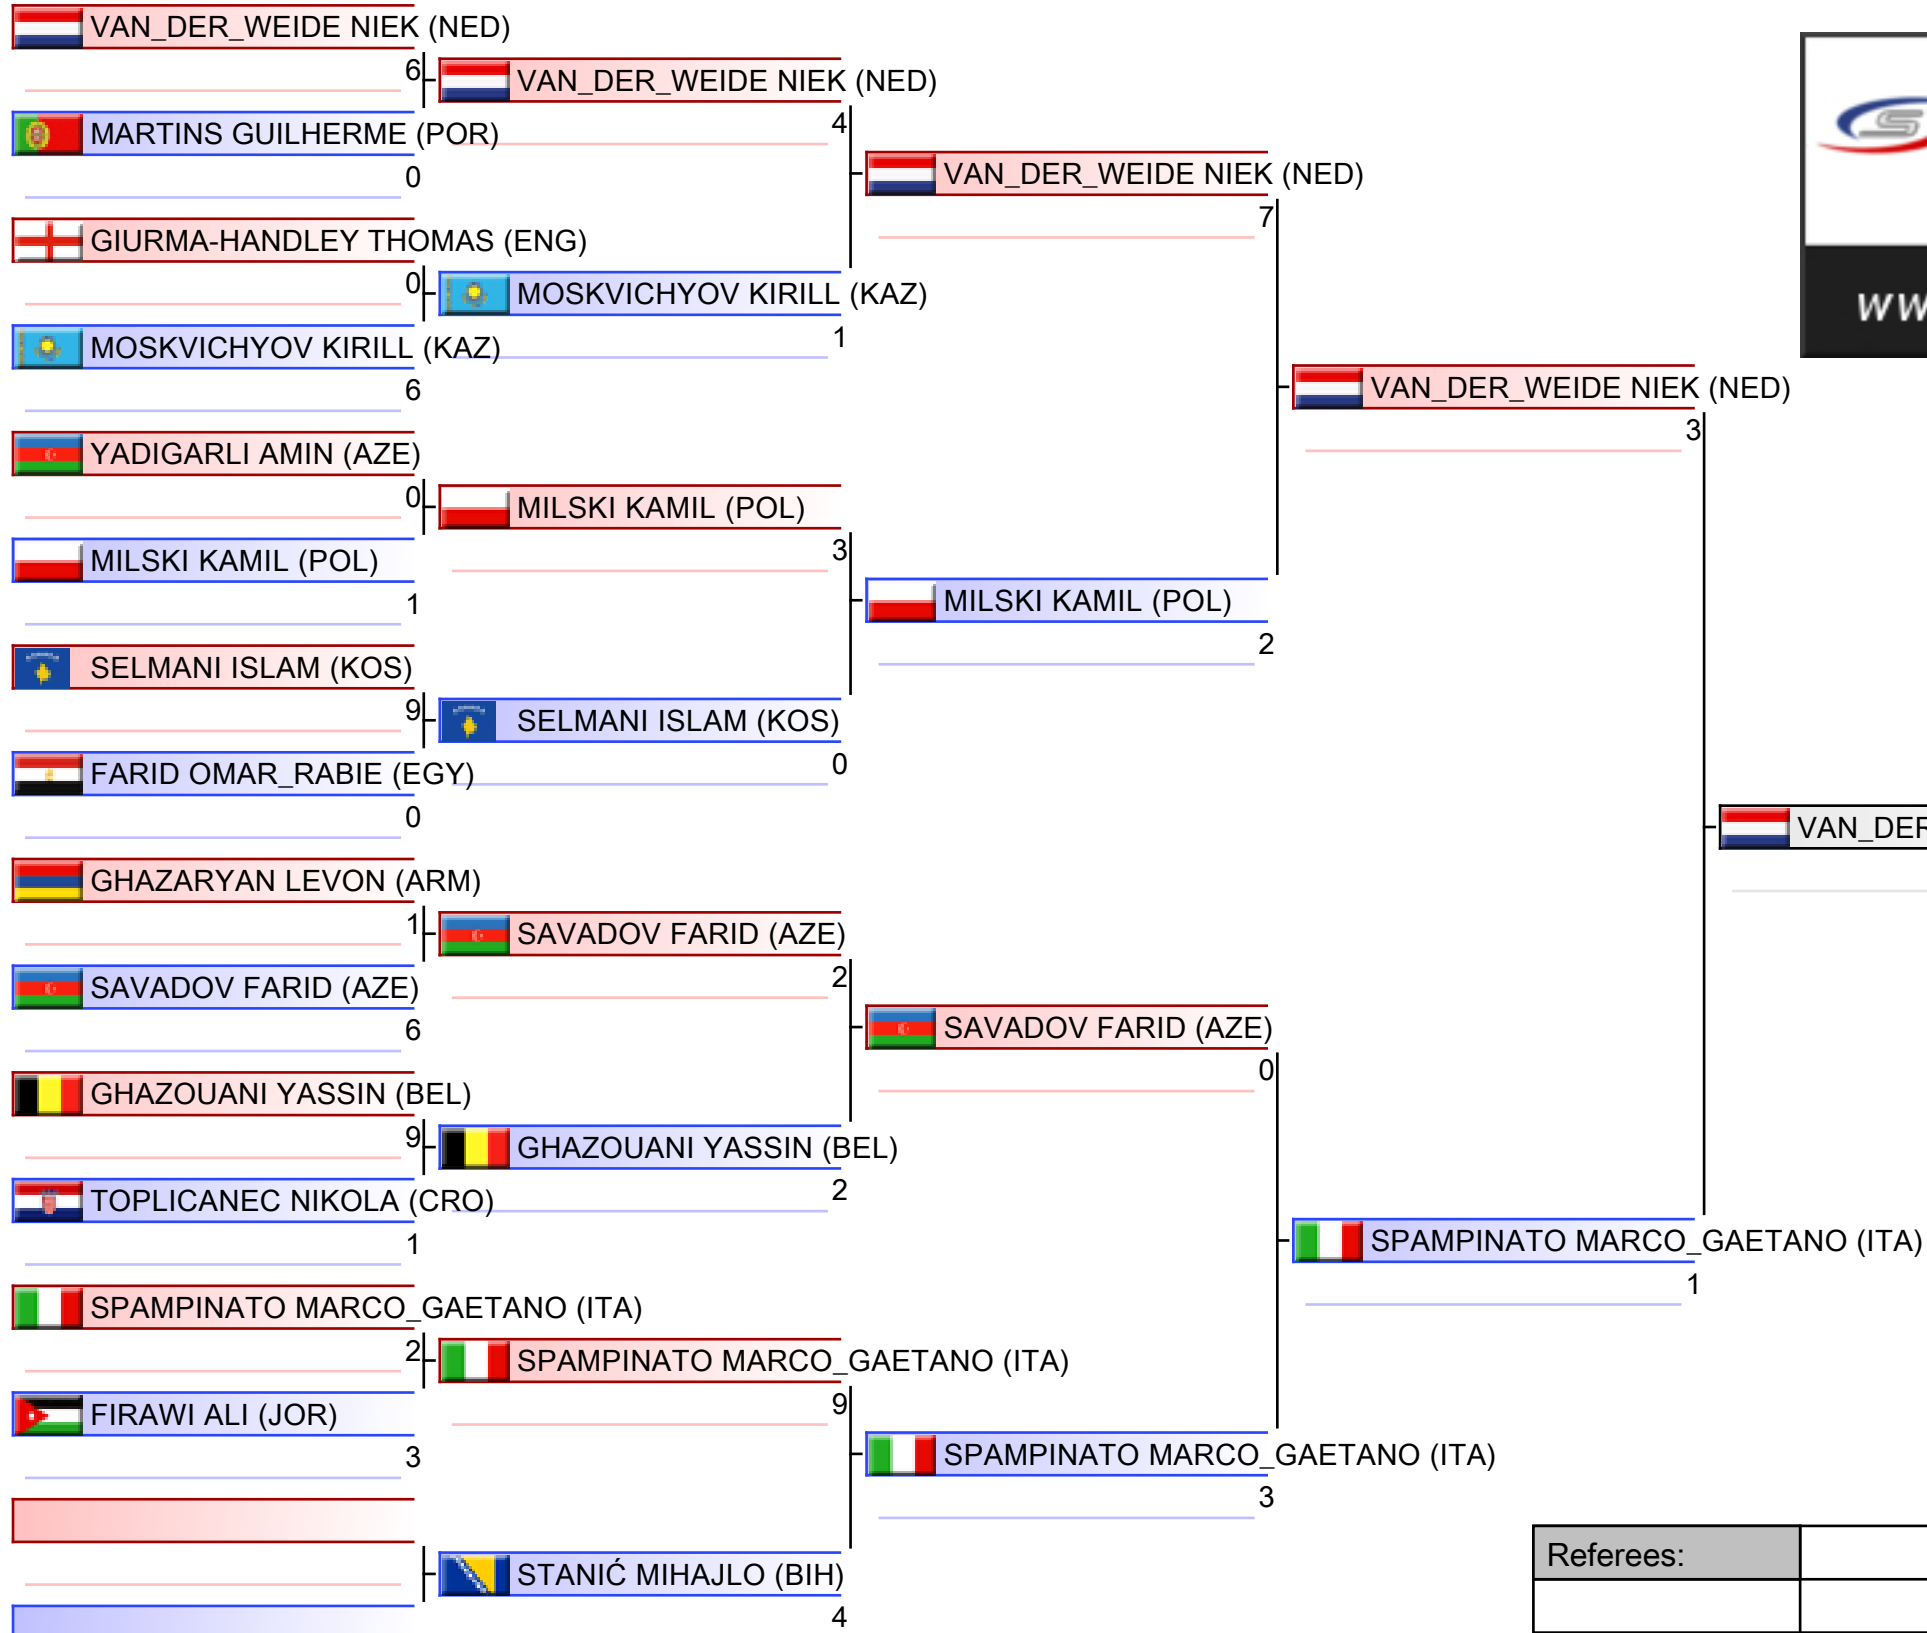 VAN_DER_WEIDE NIEK (NED)
6
VAN_DER_WEIDE NIEK (NED)
MARTINS GUILHERME (POR)
4
0
VAN_DER_WEIDE NIEK (NED)
7
GIURMA-HANDLEY THOMAS (ENG)
0
MOSKVICHYOV KIRILL (KAZ)
MOSKVICHYOV KIRILL (KAZ)
1
6
VAN_DER_WEIDE NIEK (NED)
3
YADIGARLI AMIN (AZE)
0
MILSKI KAMIL (POL)
MILSKI KAMIL (POL)
3
1
MILSKI KAMIL (POL)
2
SELMANI ISLAM (KOS)
9
SELMANI ISLAM (KOS)
FARID OMAR_RABIE (EGY)
0
0
VAN_DER
GHAZARYAN LEVON (ARM)
1
SAVADOV FARID (AZE)
SAVADOV FARID (AZE)
2
6
SAVADOV FARID (AZE)
0
GHAZOUANI YASSIN (BEL)
9
GHAZOUANI YASSIN (BEL)
TOPLICANEC NIKOLA (CRO)
2
1
SPAMPINATO MARCO_GAETANO (ITA)
1
SPAMPINATO MARCO_GAETANO (ITA)
2
SPAMPINATO MARCO_GAETANO (ITA)
FIRAWI ALI (JOR)
9
3
SPAMPINATO MARCO_GAETANO (ITA)
3
STANIĆ MIHAJLO (BIH)
4
Referees: